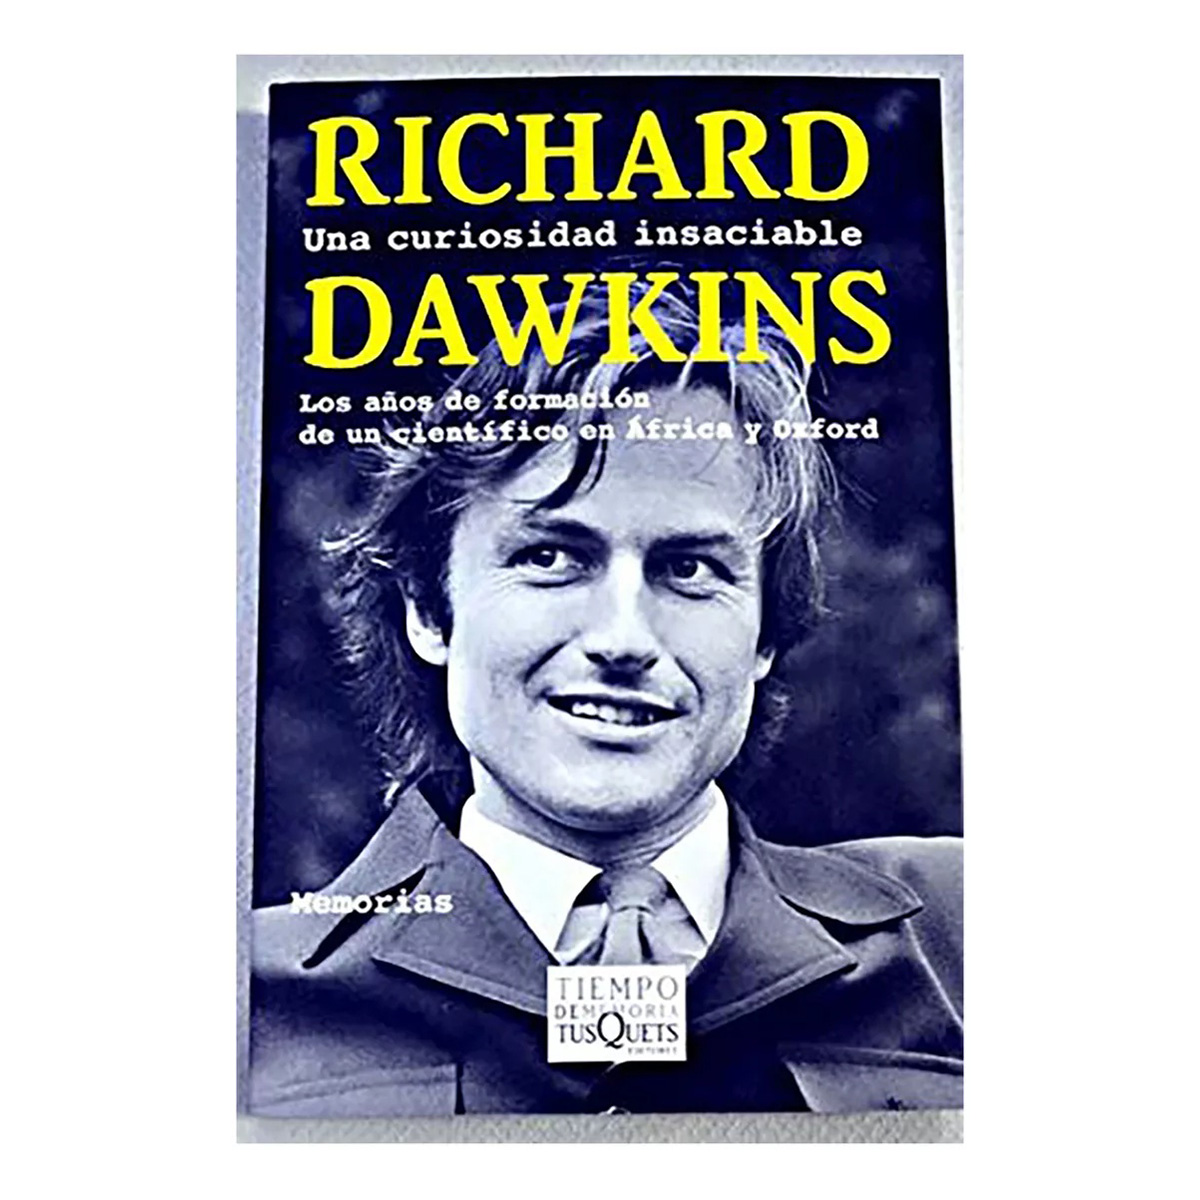 RICHARD
Una curiosidad insaciable
DAWKINS
Los años de formación
de un científico en África y Oxford
Memorias
TIEMPO
DE MEMORIA
TUSQUETS
EDITORES